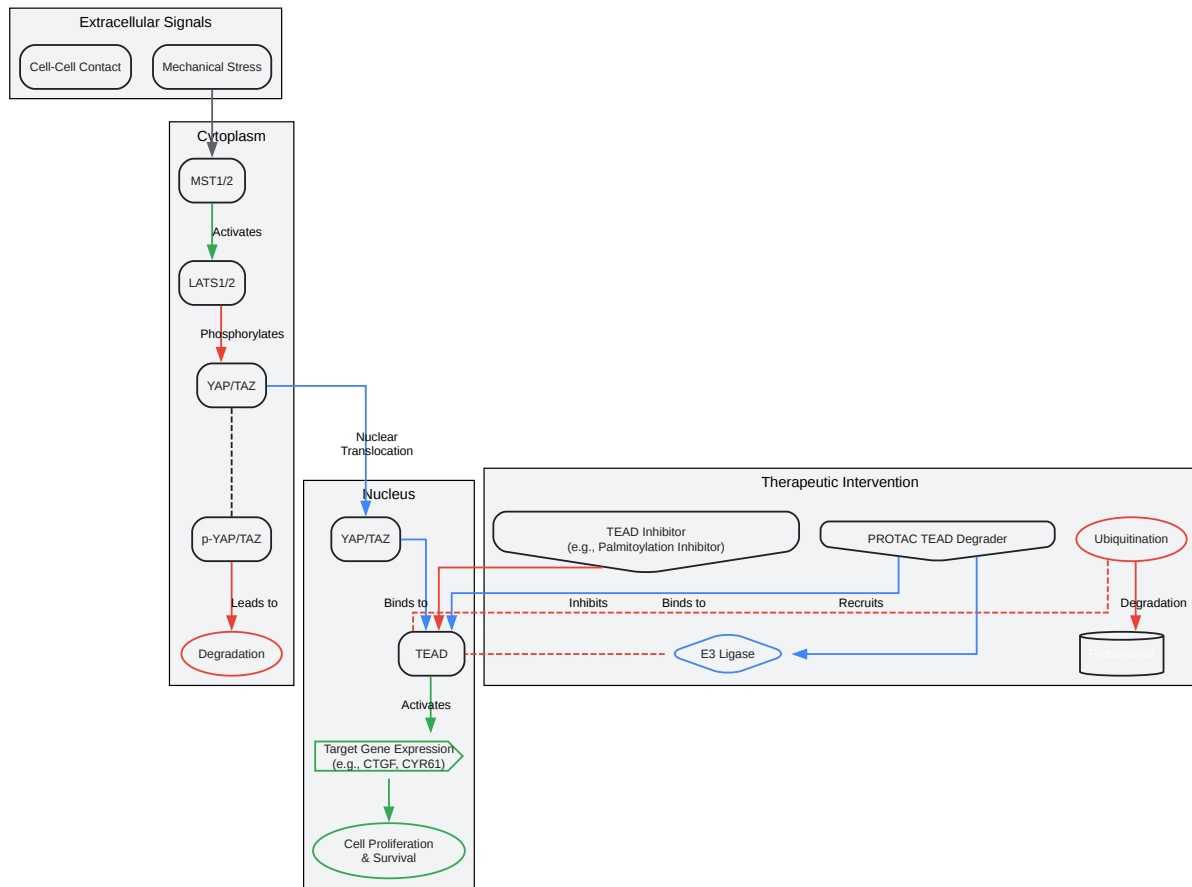 Extracellular Signals
Cell-Cell Contact
Mechanical Stress
Cytoplasm
MST1/2
Activates
LATS1/2
Phosphorylates
YAP/TAZ
Nuclear
Translocation
p-YAP/TAZ
Leads to
Degradation
Nucleus
YAP/TAZ
Binds to
TEAD
Activates
Target Gene Expression
(e.g., CTGF, CYR61)
Cell Proliferation
& Survival
Therapeutic Intervention
TEAD Inhibitor
(e.g., Palmitoylation Inhibitor)
PROTAC TEAD Degrader
Ubiquitination
Inhibits
Binds to
Recruits
Degradation
E3 Ligase
Proteasome